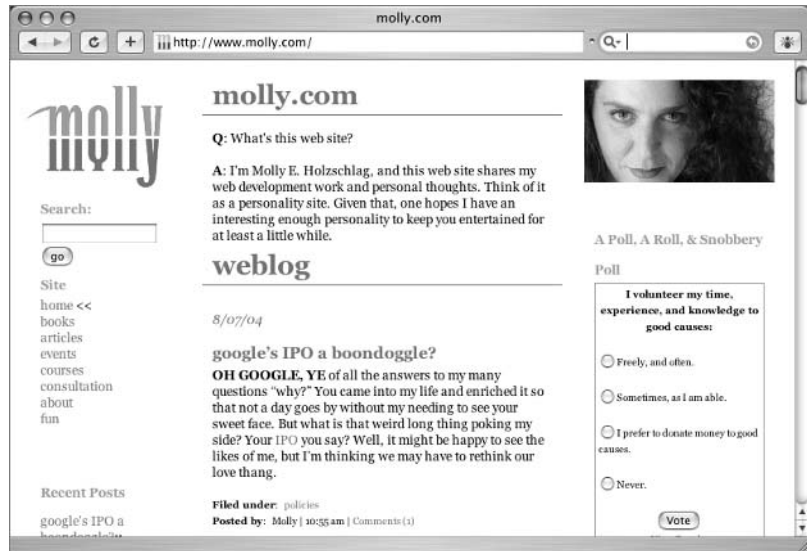 molly.com
http://www.molly.com/
molly
Search:
go
Site
home <<
books
articles
events
courses
consultation
about
fun
Recent Posts
google's IPO a
molly.com
Q: What's this web site?
A: I'm Molly E. Holzschlag, and this web site shares my
web development work and personal thoughts. Think of it
as a personality site. Given that, one hopes I have an
interesting enough personality to keep you entertained for
at least a little while.
weblog
8/07/04
google's IPO a boondoggle?
OH GOOGLE, YE of all the answers to my many
questions "why?" You came into my life and enriched it so
that not a day goes by without my needing to see your
sweet face. But what is that weird long thing poking my
side? Your IPO you say? Well, it might be happy to see the
likes of me, but I'm thinking we may have to rethink our
love thang.
Filed under: policies
Posted by: Molly | 10:55 am | Comments (1)
A Poll, A Roll, & Snobbery
Poll
I volunteer my time,
experience, and knowledge to
good causes:
Freely, and often.
Sometimes, as I am able.
I prefer to donate money to good
causes.
Never.
Vote